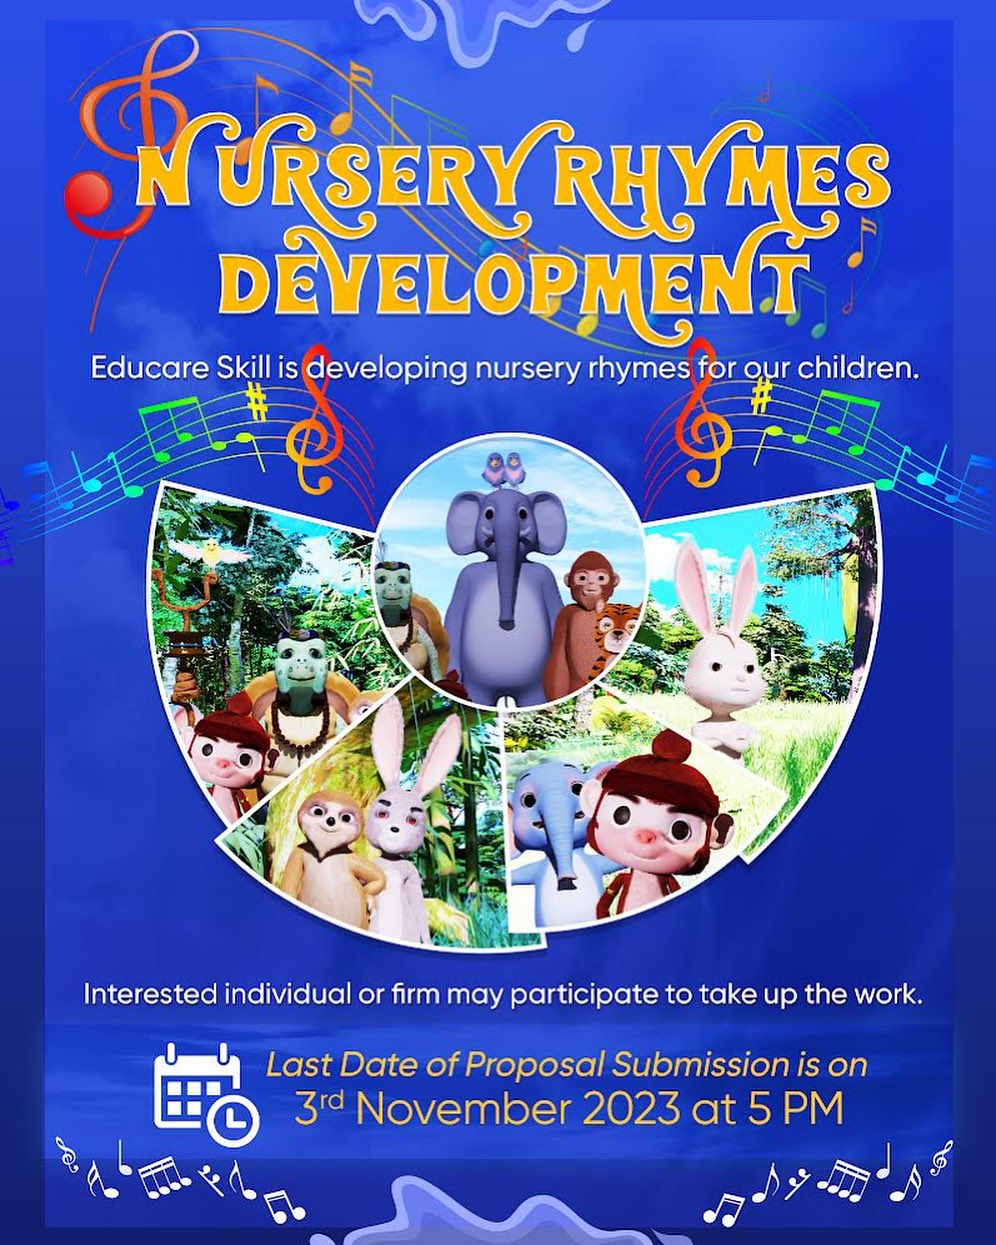 NURSERY RHYMES
DEVELOPMENT
Educare Skill is developing nursery rhymes for our children.
Interested individual or firm may participate to take up the work.
Last Date of Proposal Submission is on
3rd November 2023 at 5 PM